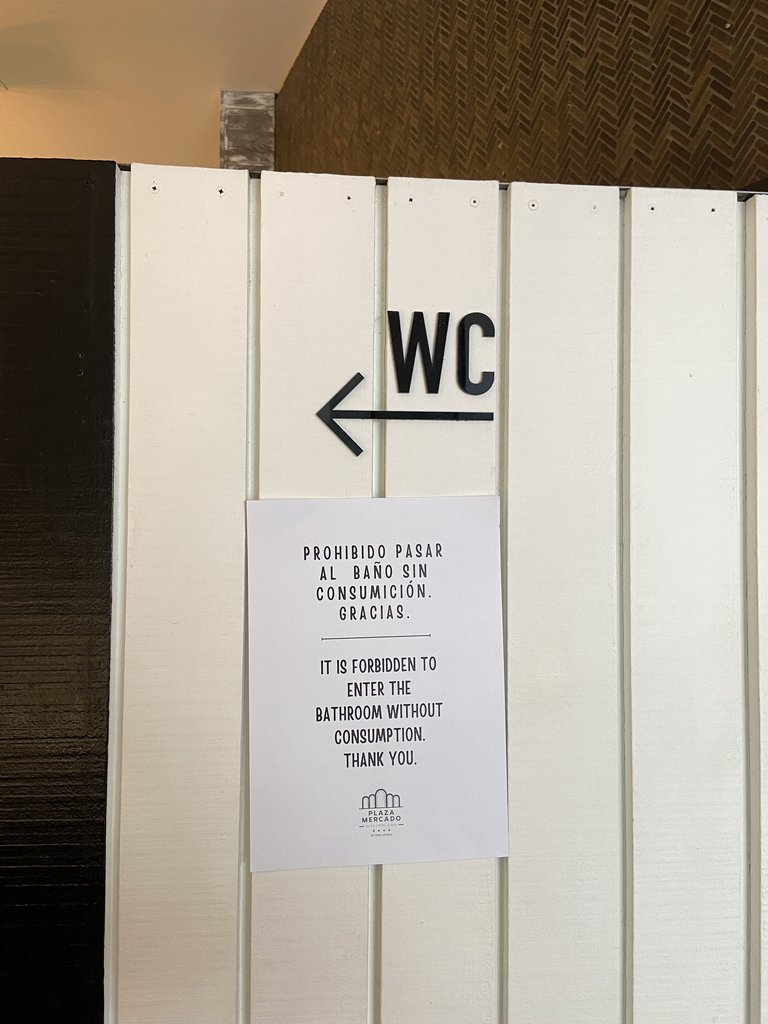 WC
PROHIBIDO PASAR
AL BAÑO SIN
CONSUMICIÓN.
GRACIAS.
IT IS FORBIDDEN TO
ENTER THE
BATHROOM WITHOUT
CONSUMPTION.
THANK YOU.
PLAZA
MERCADO